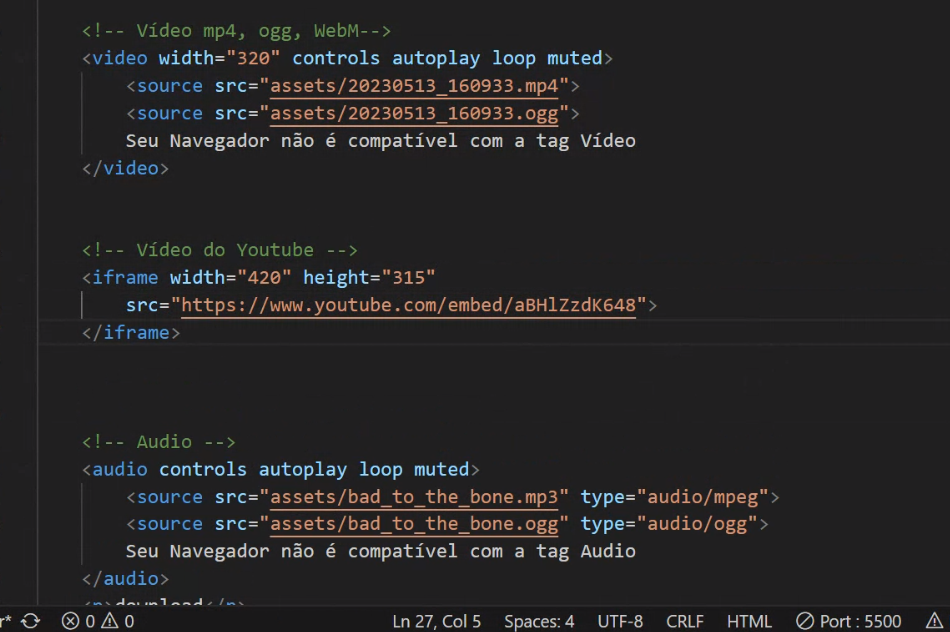 <!-- Vídeo mp4, ogg, WebM-->
<video width="320" controls autoplay loop muted>
<source src="assets/20230513_160933.mp4">
<source src="assets/20230513_160933.ogg">
Seu Navegador não é compatível com a tag Vídeo
</video>
<!-- Vídeo do Youtube -->
<iframe width="420" height="315"
src="https://www.youtube.com/embed/aBHlZzdK648">
</iframe>
<!-- Audio -->
<audio controls autoplay loop muted>
<source src="assets/bad_to_the_bone.mp3" type="audio/mpeg">
<source src="assets/bad_to_the_bone.ogg" type="audio/ogg">
Seu Navegador não é compatível com a tag Audio
</audio>
<p>download</p>
r* 0 0 Ln 27, Col 5 Spaces: 4 UTF-8 CRLF HTML Port : 5500